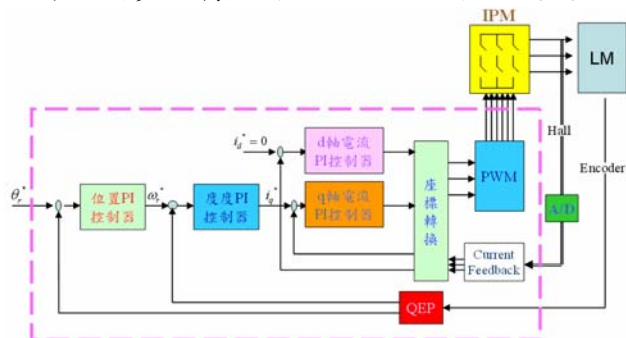 IPM
LM
Hall
Encoder
i_d^* = 0
d軸電流
PI控制器
θ_r^*
位置PI
控制器
ω_r^*
度度PI
控制器
i_q^*
q軸電流
PI控制器
座標轉換
PWM
A/D
Current
Feedback
QEP